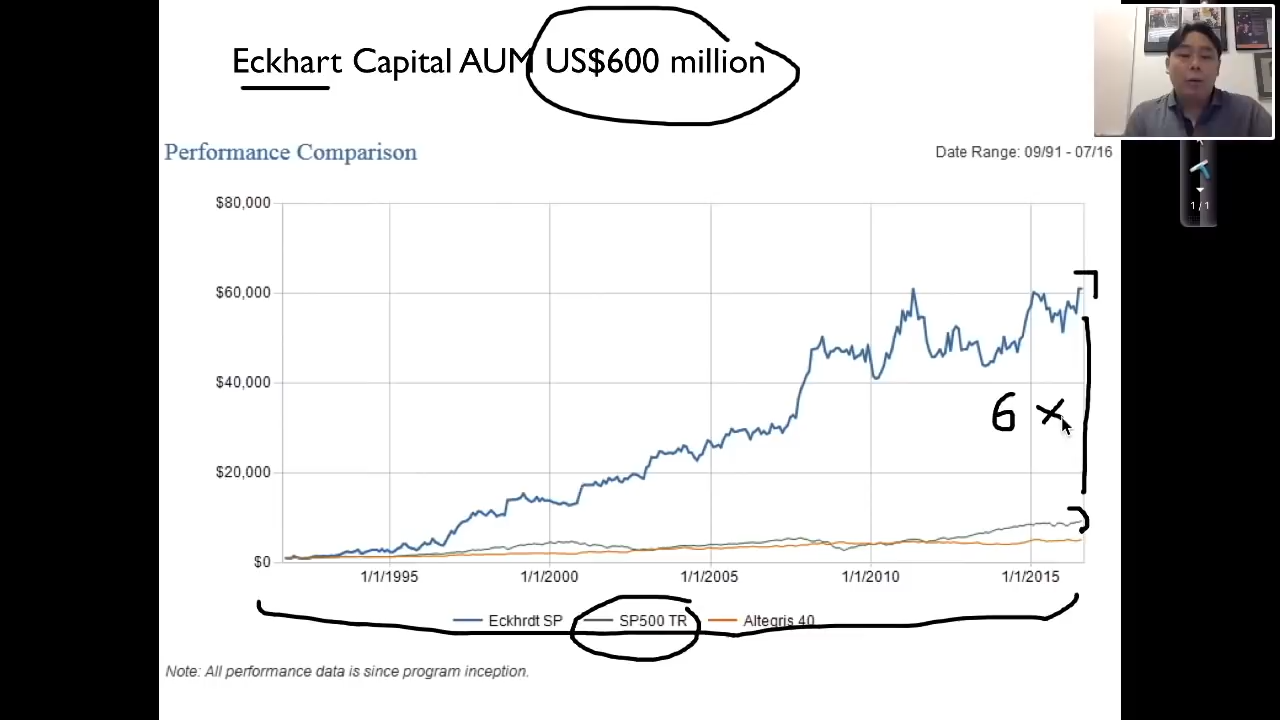 Eckhart Capital AUM US$600 million
Performance Comparison
Date Range: 09/91 - 07/16
1/1
$80,000
$60,000
$40,000
6 x
$20,000
$0
1/1/1995 1/1/2000 1/1/2005 1/1/2010 1/1/2015
Eckhrdt SP SP500 TR Altegris 40
Note: All performance data is since program inception.